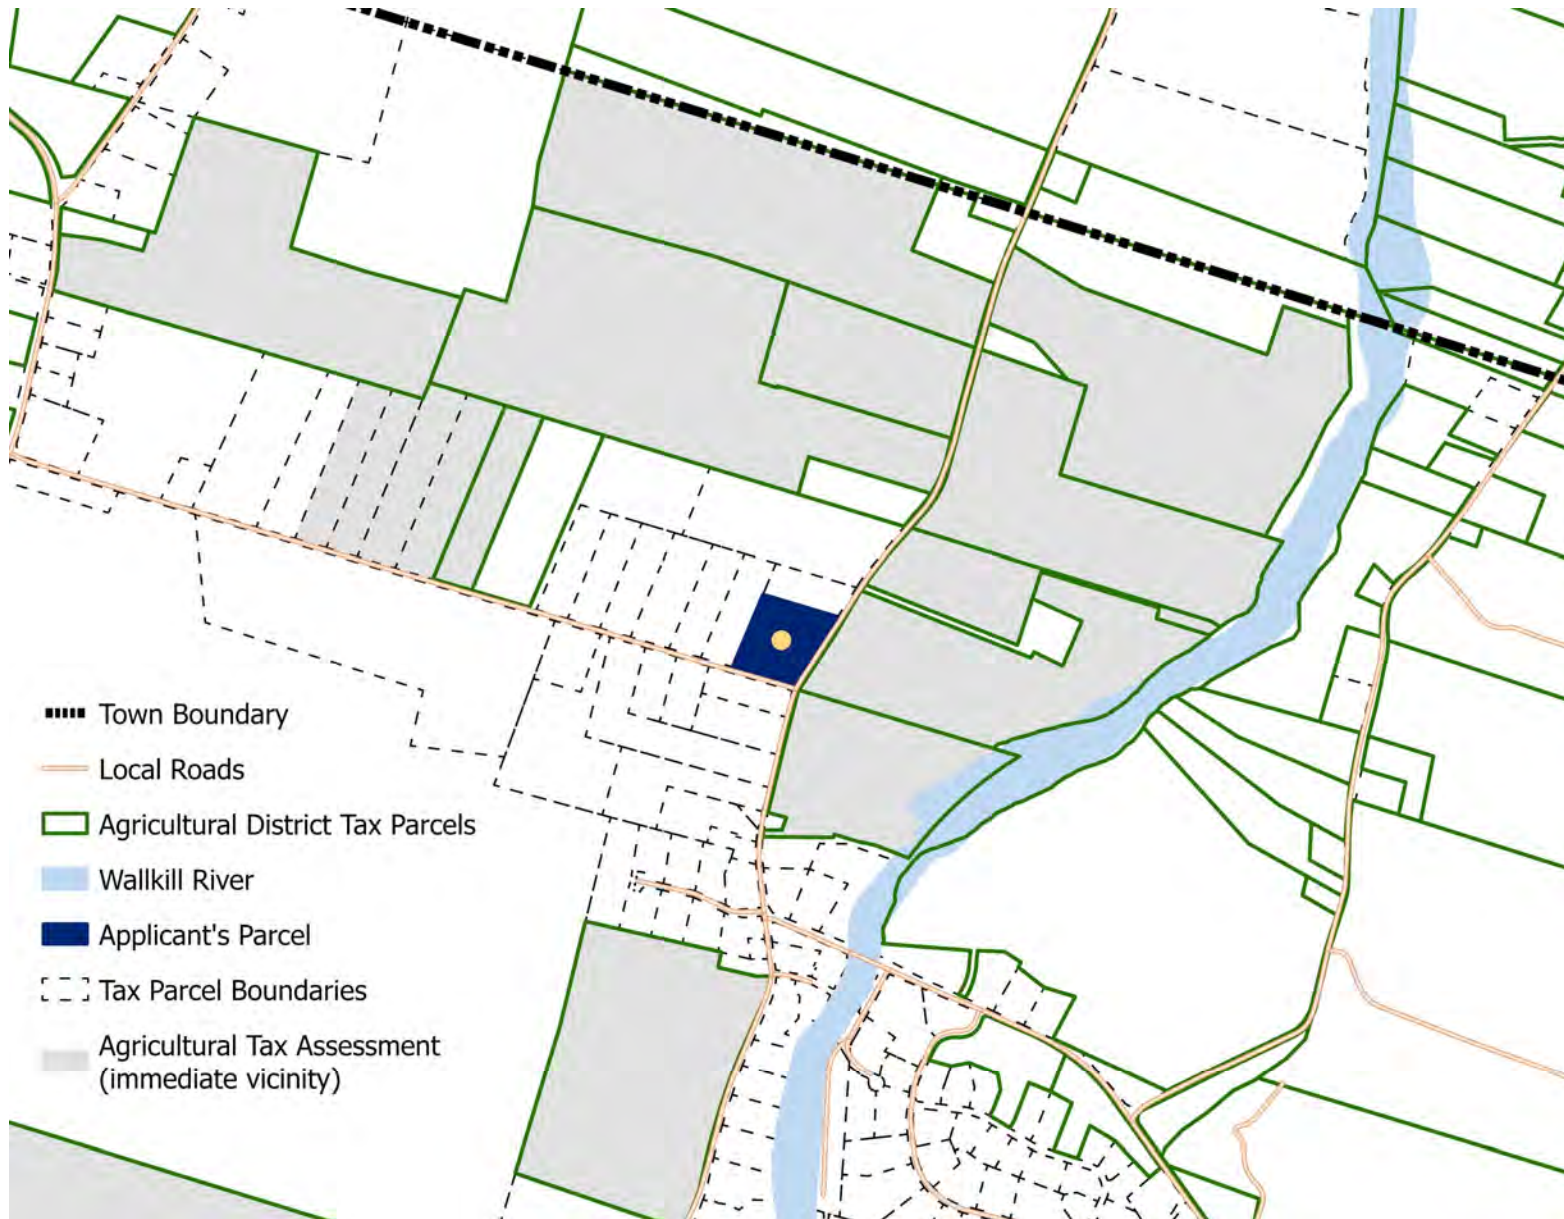 Town Boundary
Local Roads
Agricultural District Tax Parcels
Wallkill River
Applicant's Parcel
Tax Parcel Boundaries
Agricultural Tax Assessment
(immediate vicinity)